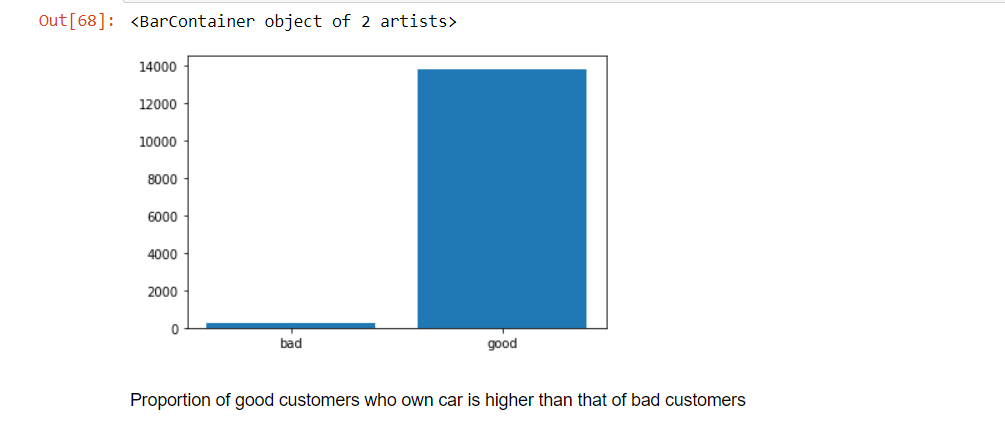 Out[68]: <BarContainer object of 2 artists>
14000
12000
10000
8000
6000
4000
2000
0
bad good
Proportion of good customers who own car is higher than that of bad customers